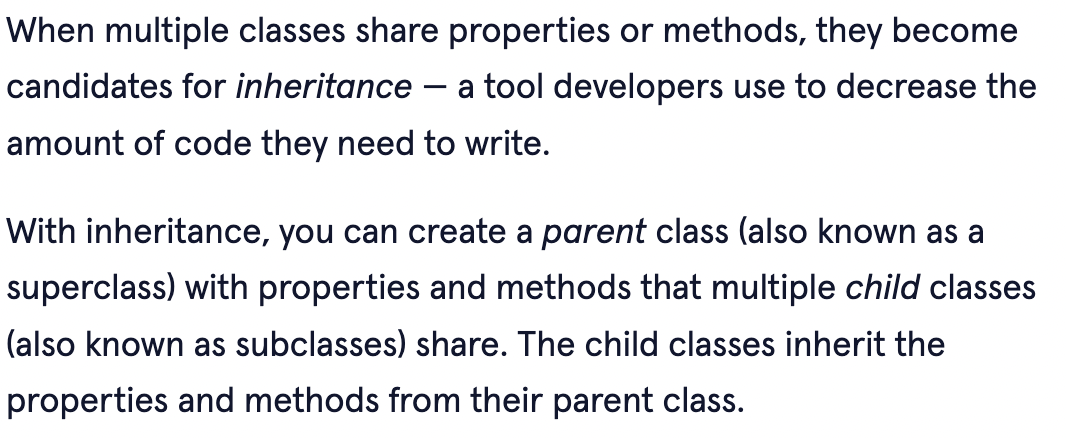 When multiple classes share properties or methods, they become
candidates for inheritance — a tool developers use to decrease the
amount of code they need to write.
With inheritance, you can create a parent class (also known as a
superclass) with properties and methods that multiple child classes
(also known as subclasses) share. The child classes inherit the
properties and methods from their parent class.